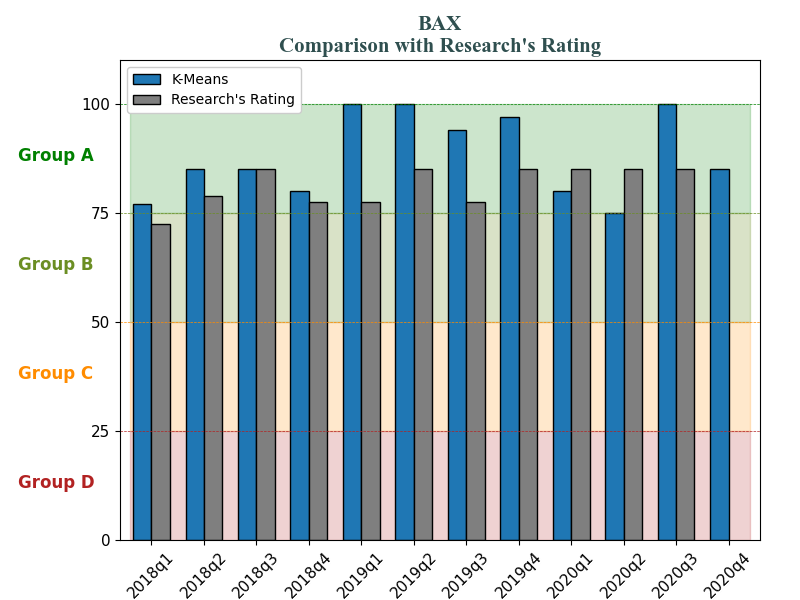 BAX
Comparison with Research's Rating
K-Means
Research's Rating
100
75
50
25
0
Group A
Group B
Group C
Group D
2018q1
2018q2
2018q3
2018q4
2019q1
2019q2
2019q3
2019q4
2020q1
2020q2
2020q3
2020q4